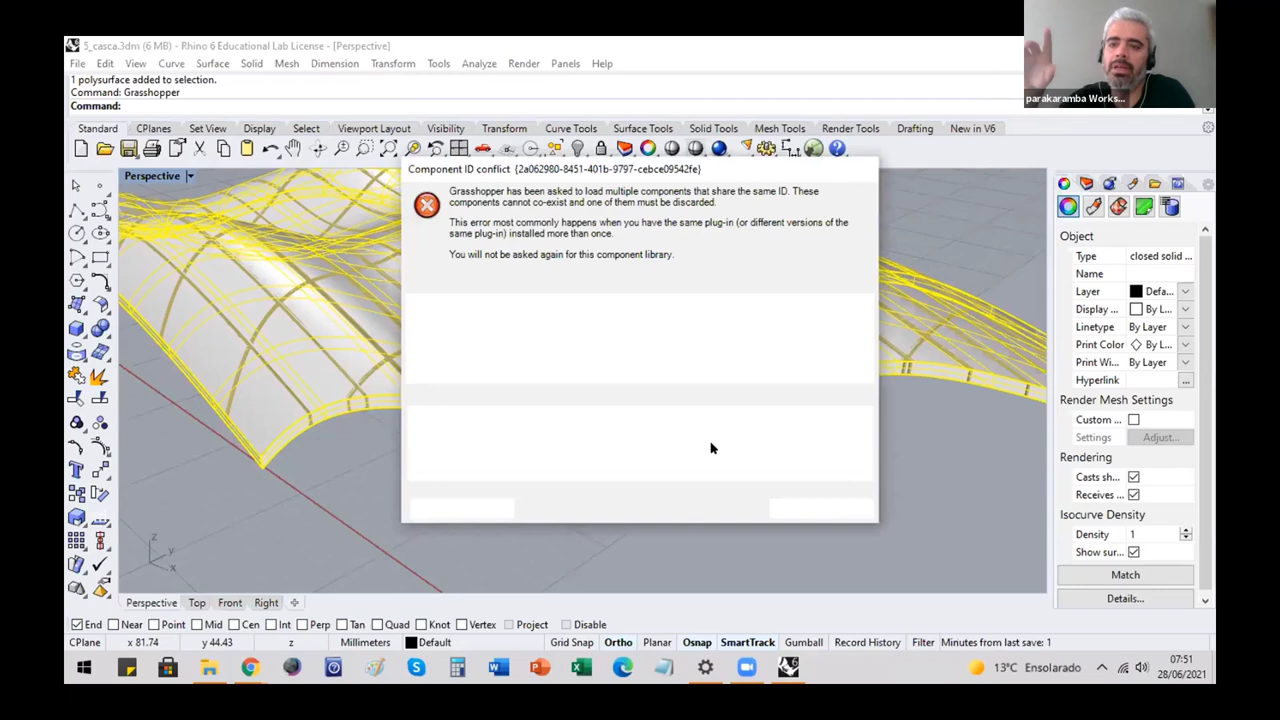 5_casca.3dm (6 MB) - Rhino 6 Educational Lab License - [Perspective]
File Edit View Curve Surface Solid Mesh Dimension Transform Tools Analyze Render Panels Help
1 polysurface added to selection.
Command: Grasshopper
Command:
parakaramba Works...
Standard CPlanes Set View Display Select Viewport Layout Visibility Transform Curve Tools Surface Tools Solid Tools Mesh Tools Render Tools Drafting New in V6
Perspective
Component ID conflict {2a062980-8451-401b-9797-cebce09542fe}
Grasshopper has been asked to load multiple components that share the same ID. These
components cannot co-exist and one of them must be discarded.
This error most commonly happens when you have the same plug-in (or different versions of the
same plug-in) installed more than once.
You will not be asked again for this component library.
Object
Type closed solid ...
Name
Layer Defa...
Display ... By L...
Linetype By Layer
Print Color By L...
Print Wi... By Layer
Hyperlink ...
Render Mesh Settings
Custom ...
Settings Adjust...
Rendering
Casts sh...
Receives ...
Isocurve Density
Density 1
Show sur...
Match
Details...
z
y
x
Perspective Top Front Right
End Near Point Mid Cen Int Perp Tan Quad Knot Vertex Project Disable
CPlane x 81.74 y 44.43 z Millimeters Default Grid Snap Ortho Planar Osnap SmartTrack Gumball Record History Filter Minutes from last save: 1
13°C Ensolarado
07:51
28/06/2021